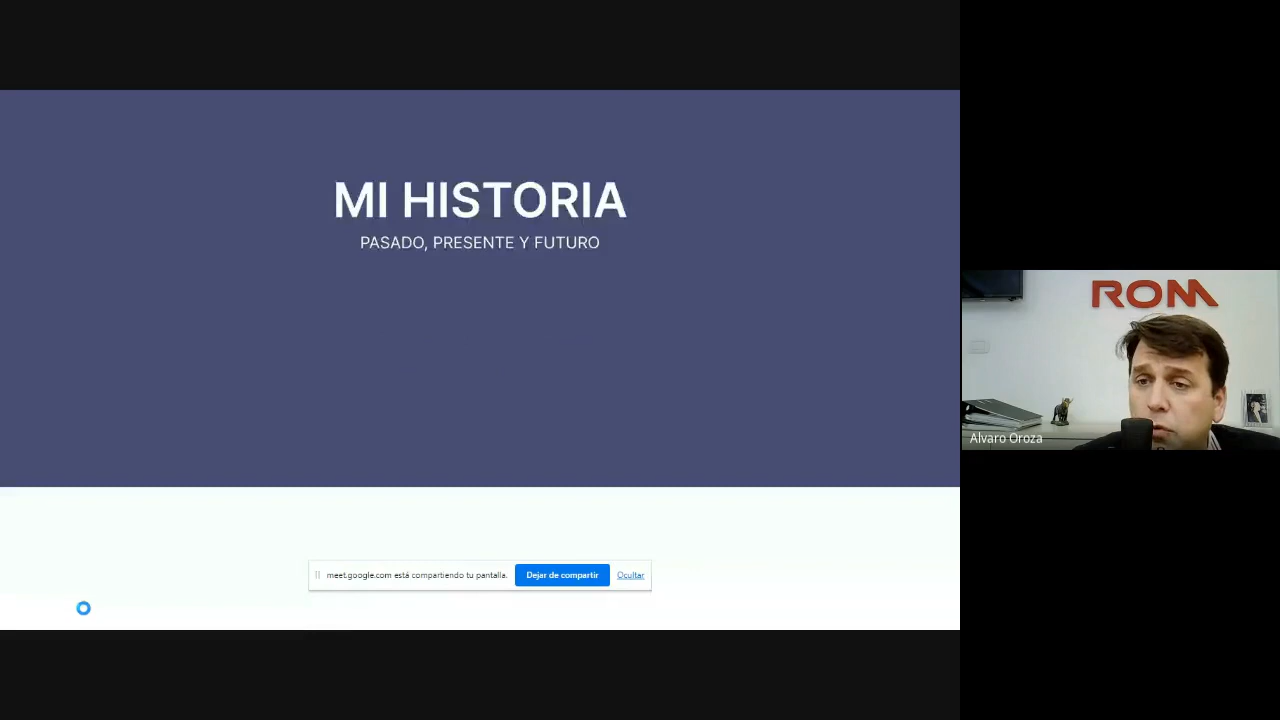 MI HISTORIA
PASADO, PRESENTE Y FUTURO
meet.google.com está compartiendo tu pantalla.
Dejar de compartir
Ocultar
ROM
Alvaro Oroza